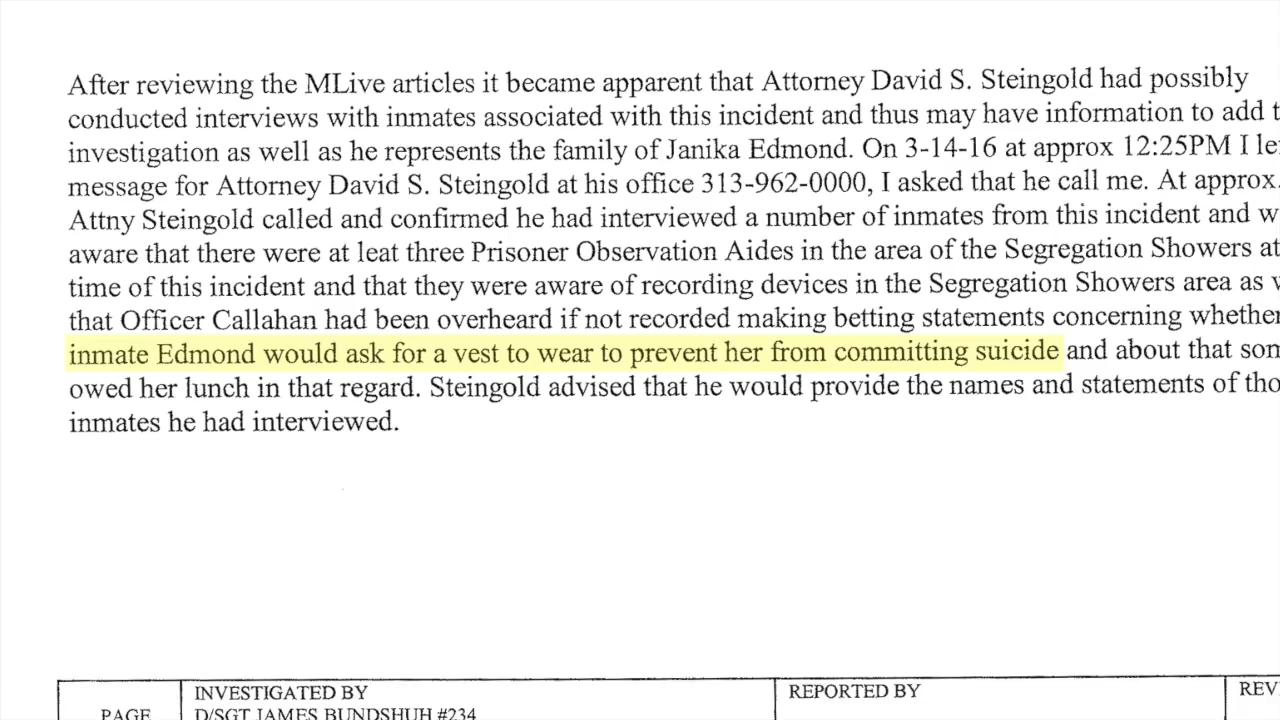 After reviewing the MLive articles it became apparent that Attorney David S. Steingold had possibly
conducted interviews with inmates associated with this incident and thus may have information to add
investigation as well as he represents the family of Janika Edmond. On 3-14-16 at approx 12:25PM I
message for Attorney David S. Steingold at his office 313-962-0000, I asked that he call me. At approx.
Attny Steingold called and confirmed he had interviewed a number of inmates from this incident and
aware that there were at leat three Prisoner Observation Aides in the area of the Segregation Showers at
time of this incident and that they were aware of recording devices in the Segregation Showers area as
that Officer Callahan had been overheard if not recorded making betting statements concerning whether
inmate Edmond would ask for a vest to wear to prevent her from committing suicide and about that
owed her lunch in that regard. Steingold advised that he would provide the names and statements of
inmates he had interviewed.
INVESTIGATED BY
REPORTED BY
PAGE
D/SGT JAMES BUNDSHUH #234